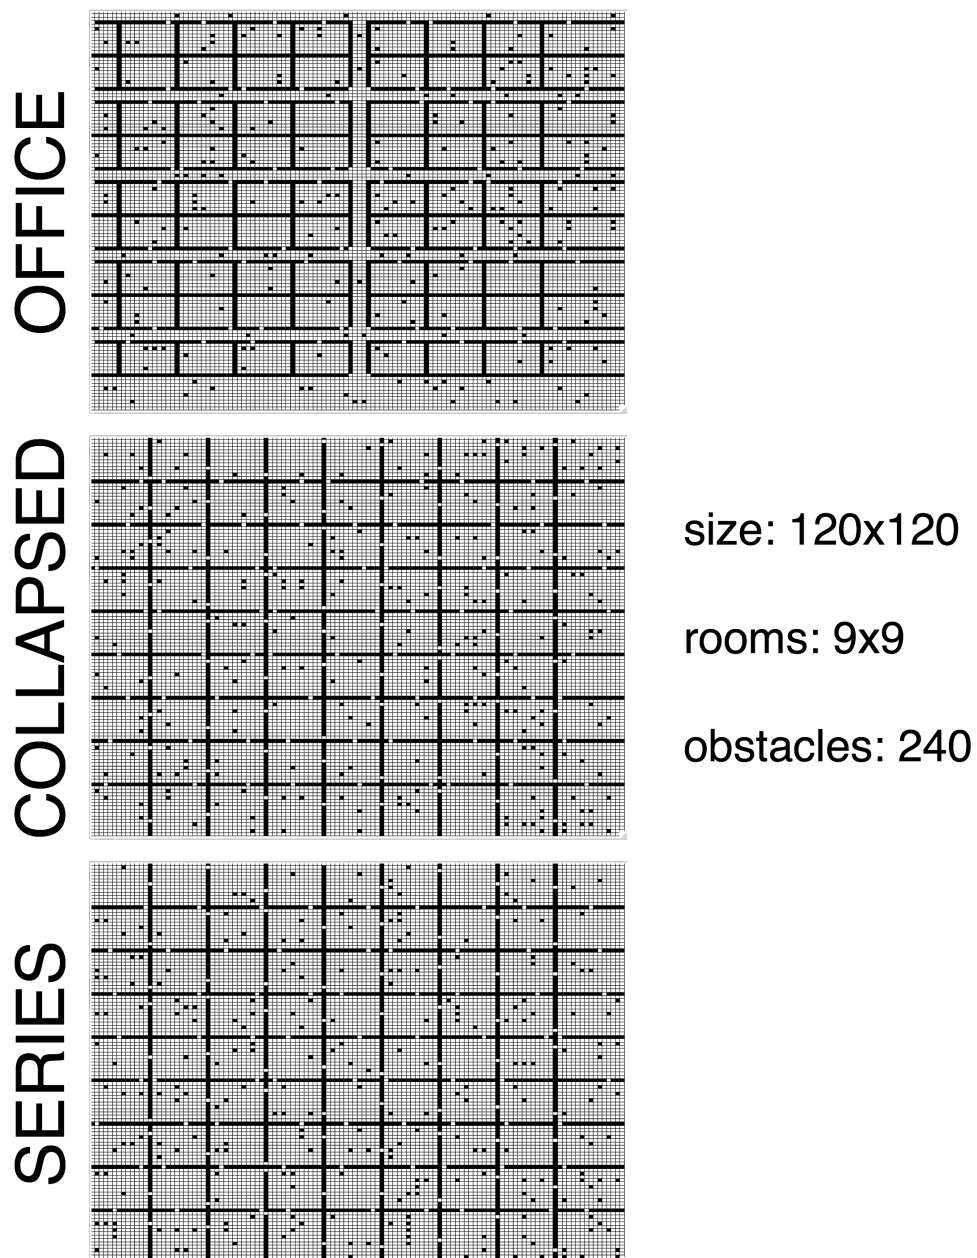 OFFICE
COLLAPSED
size: 120x120
rooms: 9x9
obstacles: 240
SERIES